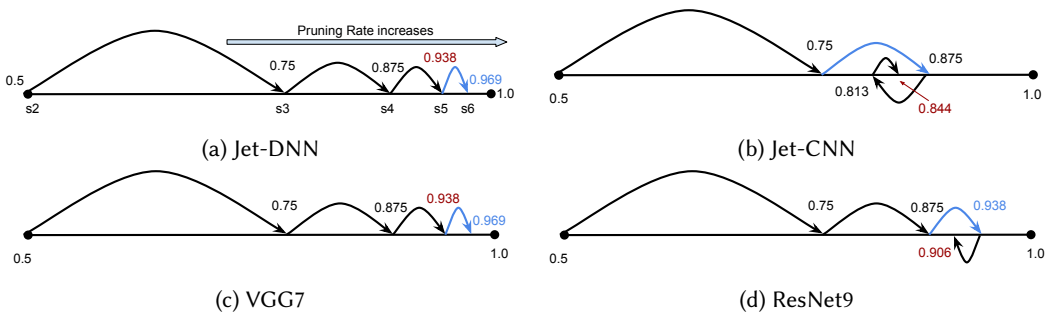 Pruning Rate increases
0.5
0.75
0.875
0.938
0.969
1.0
s2
s3
s4
s5
s6
(a) Jet-DNN
0.75
0.875
0.813
0.844
0.5
1.0
(b) Jet-CNN
0.75
0.875
0.938
0.969
0.5
1.0
(c) VGG7
0.75
0.875
0.938
0.906
0.5
1.0
(d) ResNet9